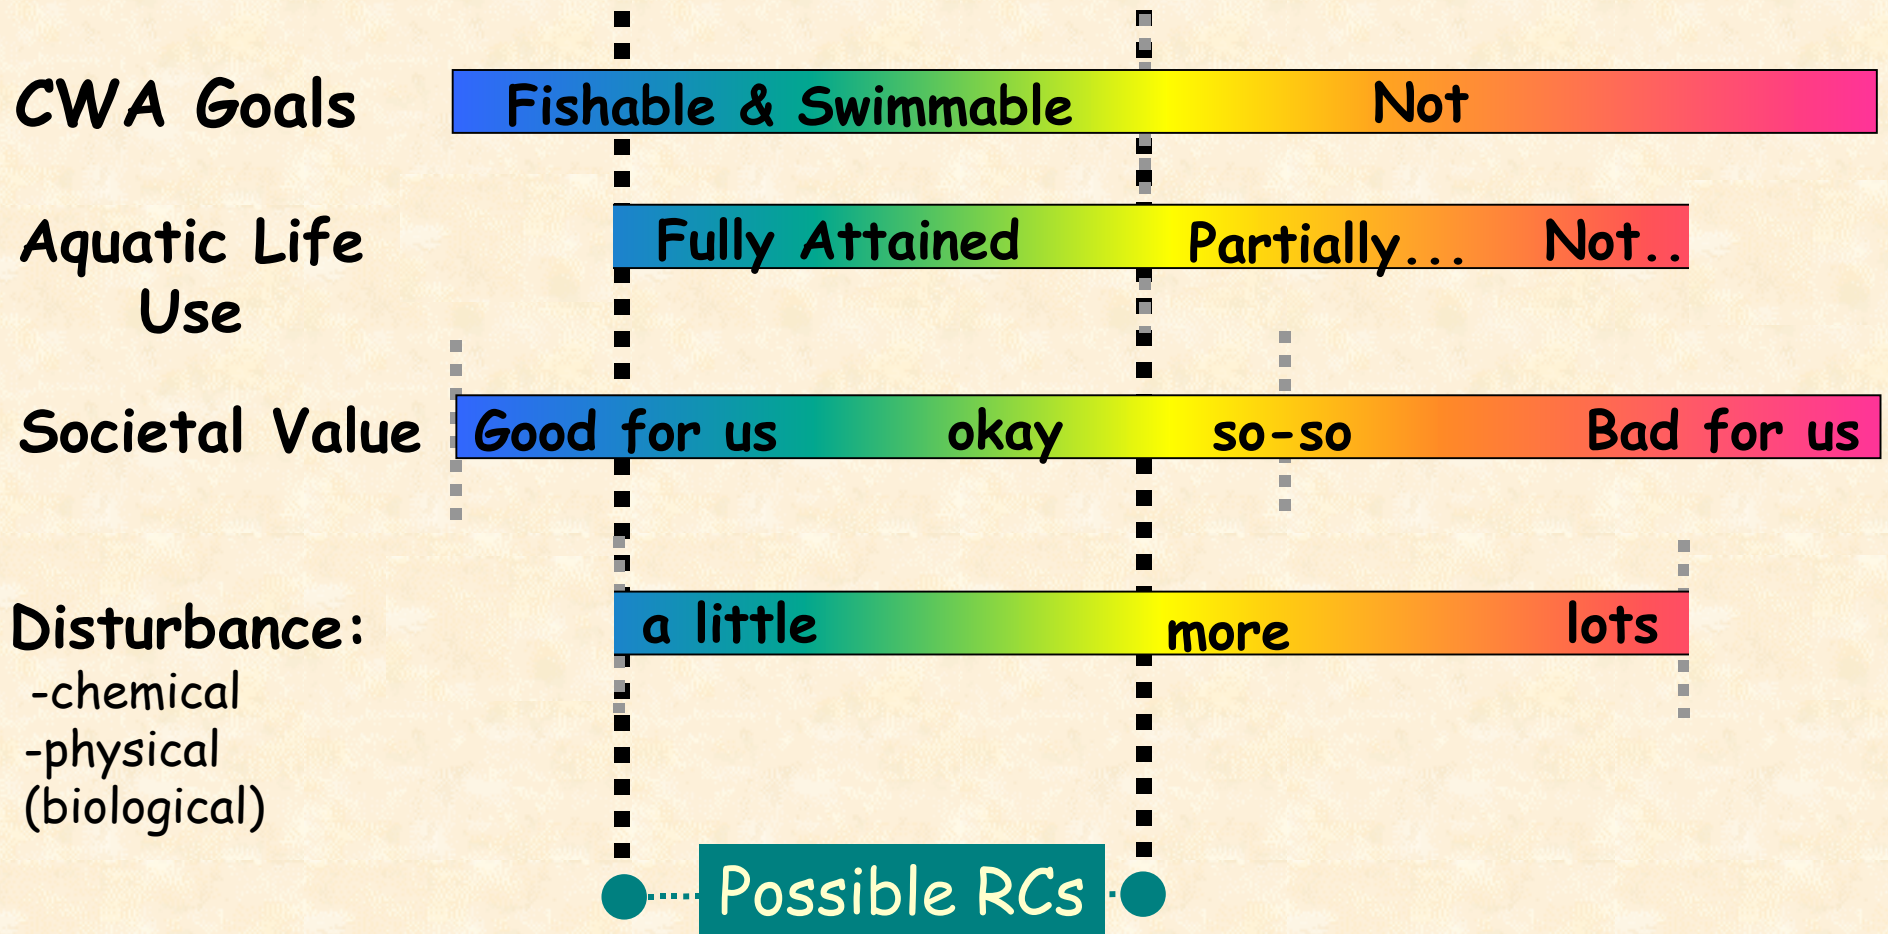 CWA Goals
Fishable & Swimmable Not
Aquatic Life
Use
Fully Attained Partially... Not..
Societal Value
Good for us okay so-so Bad for us
Disturbance:
a little more lots
-chemical
-physical
(biological)
Possible RCs